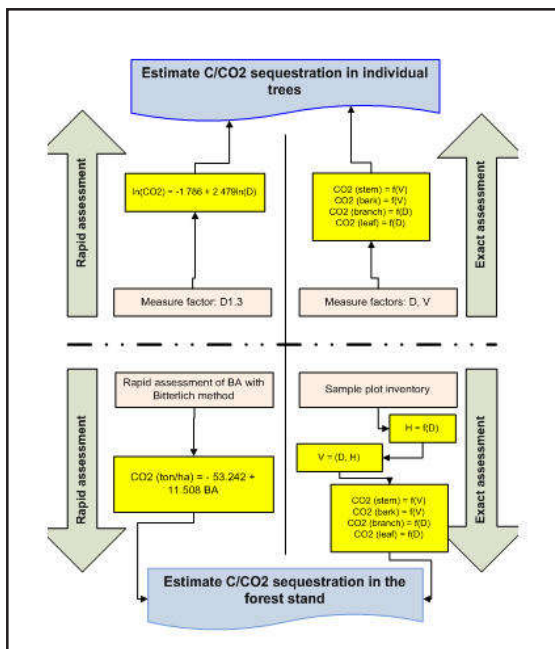 Estimate C/CO2 sequestration in individual
trees
Rapid assessment
ln(CO2) = -1 786 + 2 479ln(D)
CO2 (stem) = f(V)
CO2 (bark) = f(V)
CO2 (branch) = f(D)
CO2 (leaf) = f(D)
Exact assessment
Measure factor: D1.3
Measure factors: D, V
Rapid assessment of BA with
Bitterlich method
Sample plot inventory
H = f(D)
V = (D, H)
Rapid assessment
CO2 (ton/ha) = - 53.242 +
11.508 BA
CO2 (stem) = f(V)
CO2 (bark) = f(V)
CO2 (branch) = f(D)
CO2 (leaf) = f(D)
Exact assessment
Estimate C/CO2 sequestration in the
forest stand